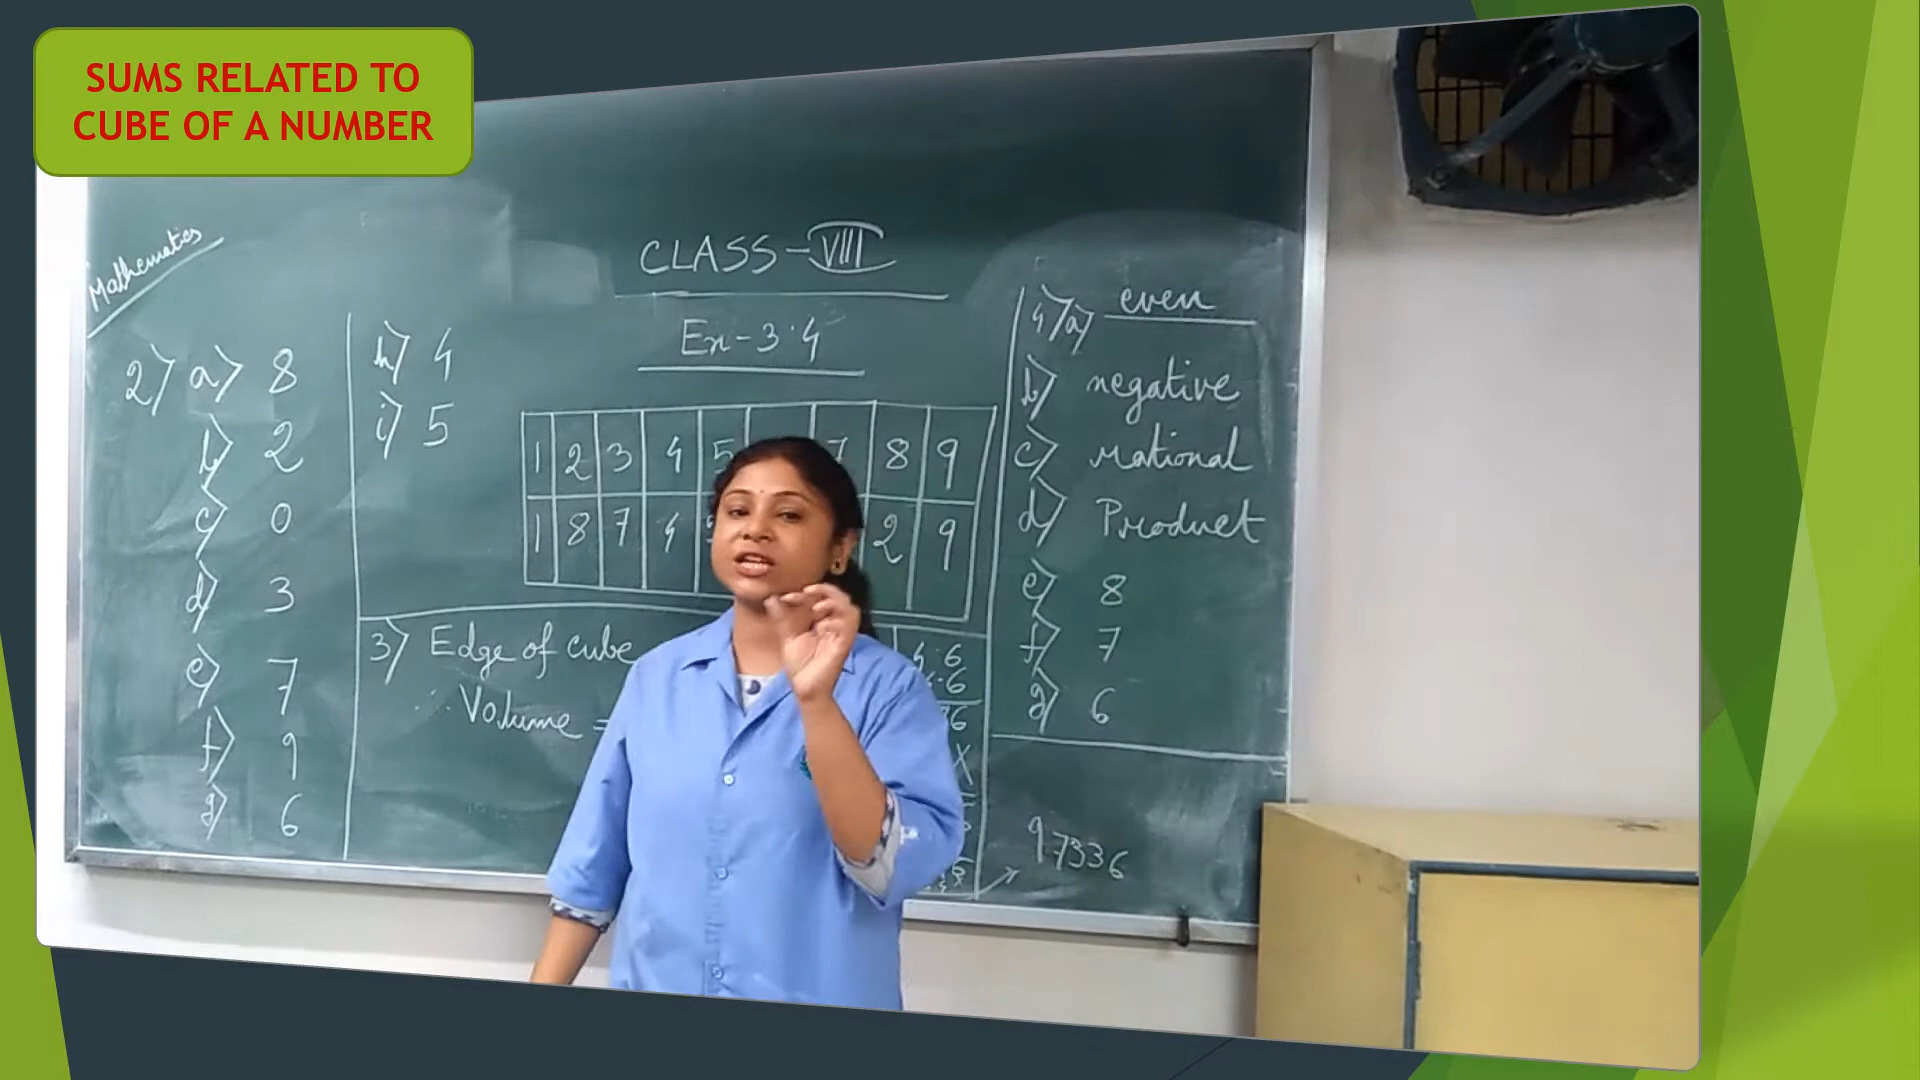 SUMS RELATED TO
CUBE OF A NUMBER
Mathematics
CLASS - VIII
Ex - 3.4
2) a) 8
b) 2
c) 0
d) 3
e) 7
f) 9
g) 6
h) 4
i) 5
1 2 3 4 5 7 8 9
1 8 7 4 2 9
3) Edge of cube
∴ Volume =
4.6
4) a) even
b) negative
c) rational
d) Product
e) 8
f) 7
g) 6
97336